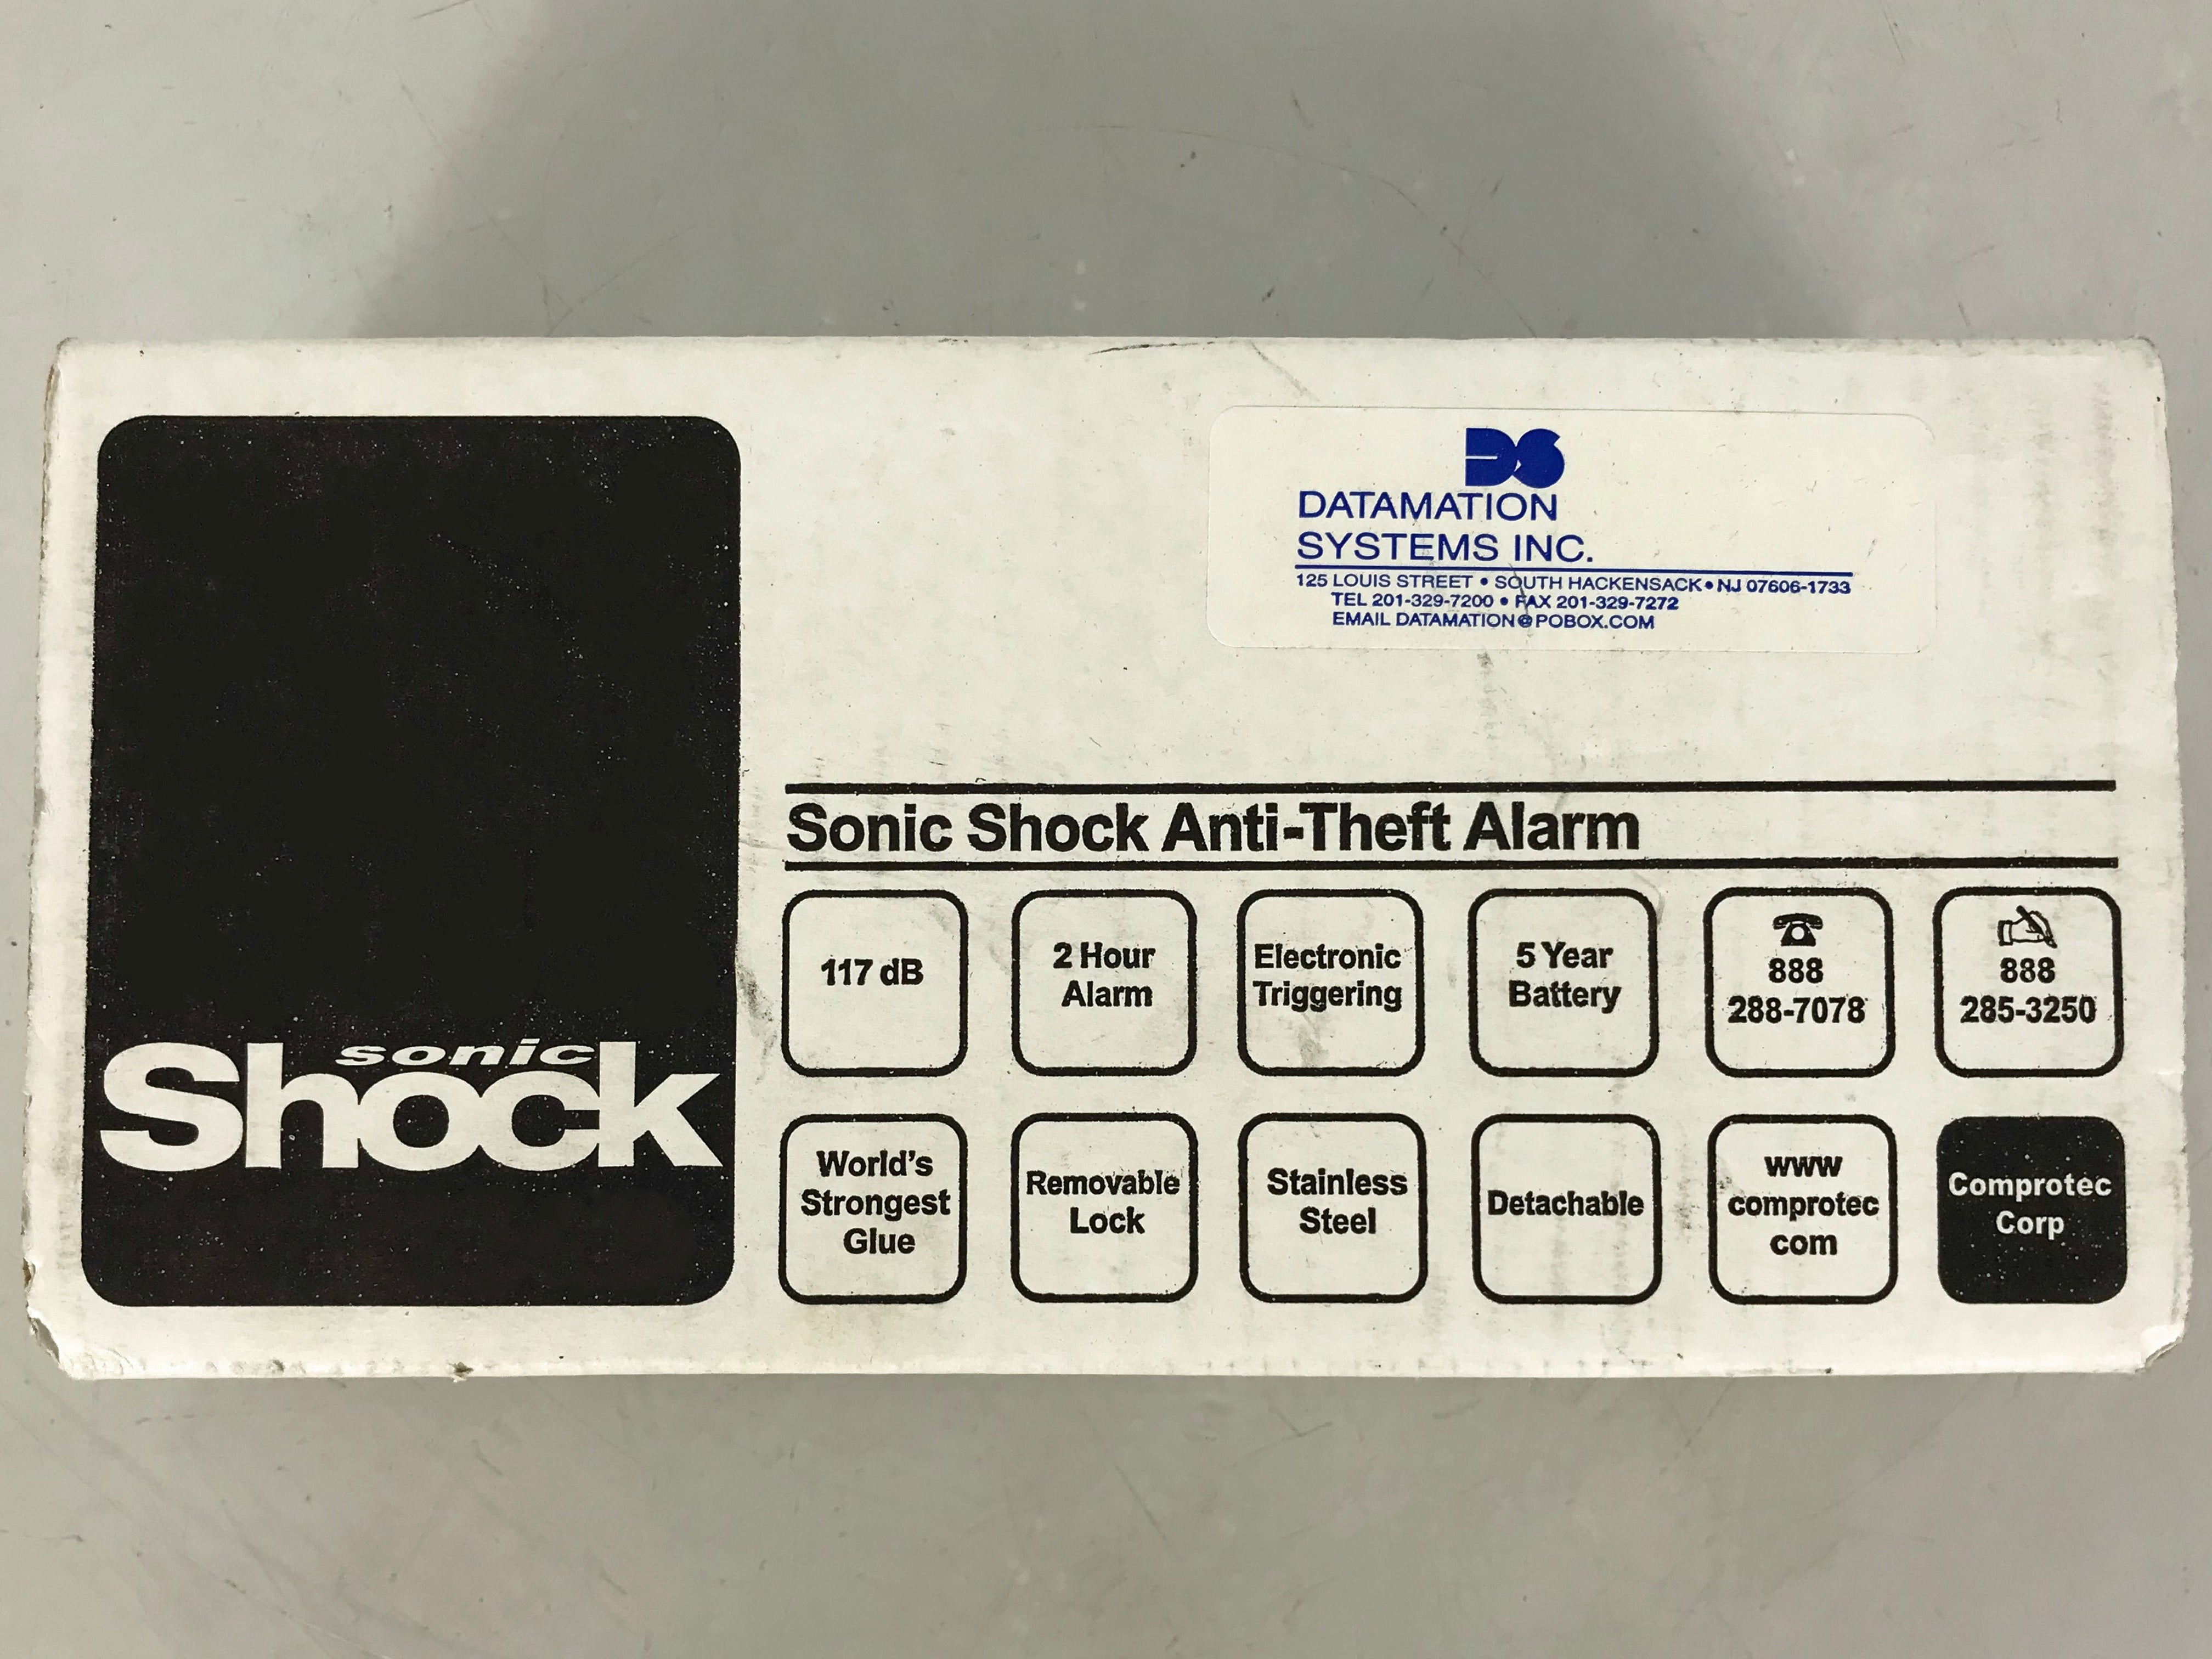 DS
DATAMATION
SYSTEMS INC.
125 LOUIS STREET • SOUTH HACKENSACK • NJ 07606-1733
TEL 201-329-7200 • FAX 201-329-7272
EMAIL DATAMATION@POBOX.COM
sonic
Shock
Sonic Shock Anti-Theft Alarm
117 dB
2 Hour
Alarm
Electronic
Triggering
5 Year
Battery
888
288-7078
888
285-3250
World's
Strongest
Glue
Removable
Lock
Stainless
Steel
Detachable
www
comprotec
com
Comprotec
Corp